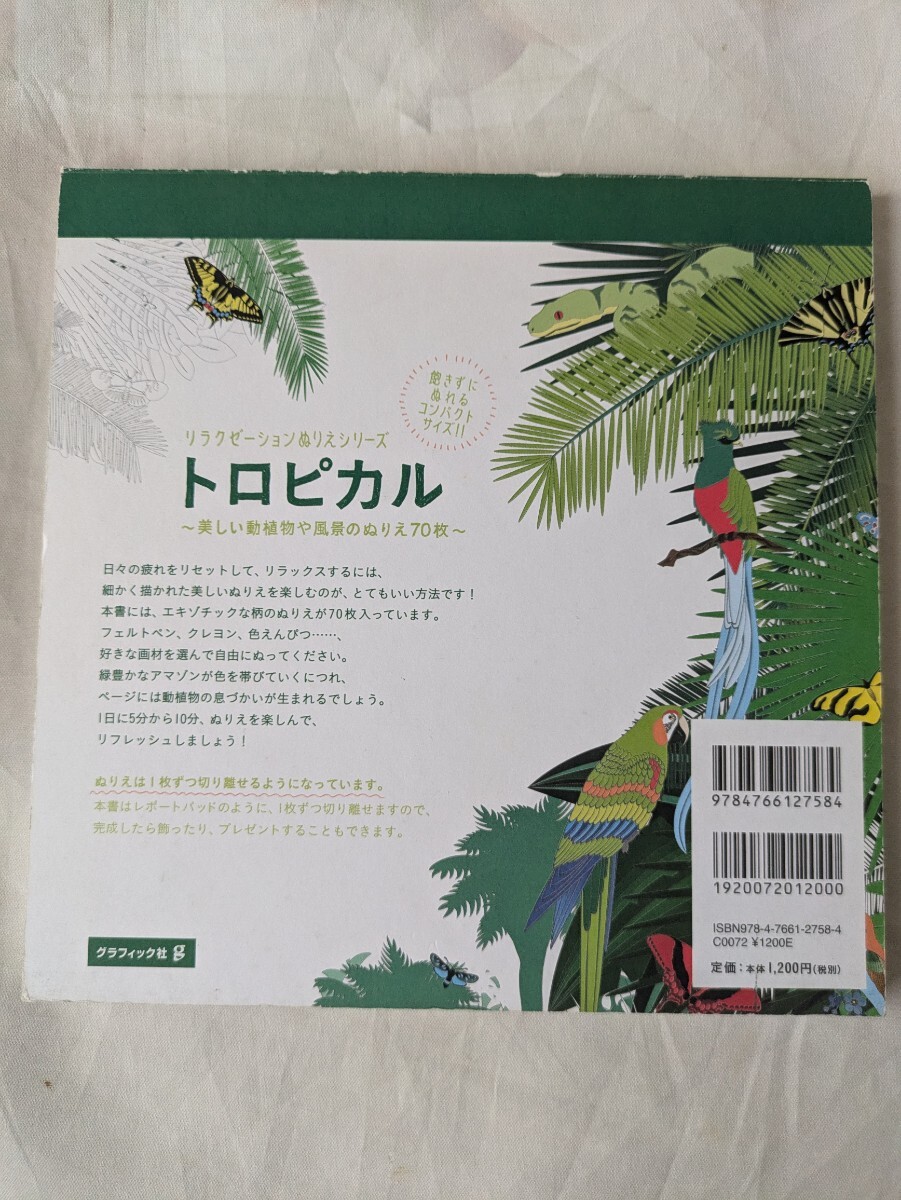 飽きずに
ぬれる
コンパクト
サイズ!!
リラクゼーションぬりえシリーズ
トロピカル
～美しい動植物や風景のぬりえ70枚～
日々の疲れをリセットして、リラックスするには、
細かく描かれた美しいぬりえを楽しむのが、とてもいい方法です！
本書には、エキゾチックな柄のぬりえが70枚入っています。
フェルトペン、クレヨン、色えんぴつ……、
好きな画材を選んで自由にぬってください。
緑豊かなアマゾンが色を帯びていくにつれ、
ページには動植物の息づかいが生まれるでしょう。
1日に5分から10分、ぬりえを楽しんで、
リフレッシュしましょう！
ぬりえは1枚ずつ切り離せるようになっています。
本書はレポートパッドのように、1枚ずつ切り離せますので、
完成したら飾ったり、プレゼントすることもできます。
グラフィック社 g
9784766127584
1920072012000
ISBN978-4-7661-2758-4
C0072 ¥1200E
定価：本体1,200円(税別)